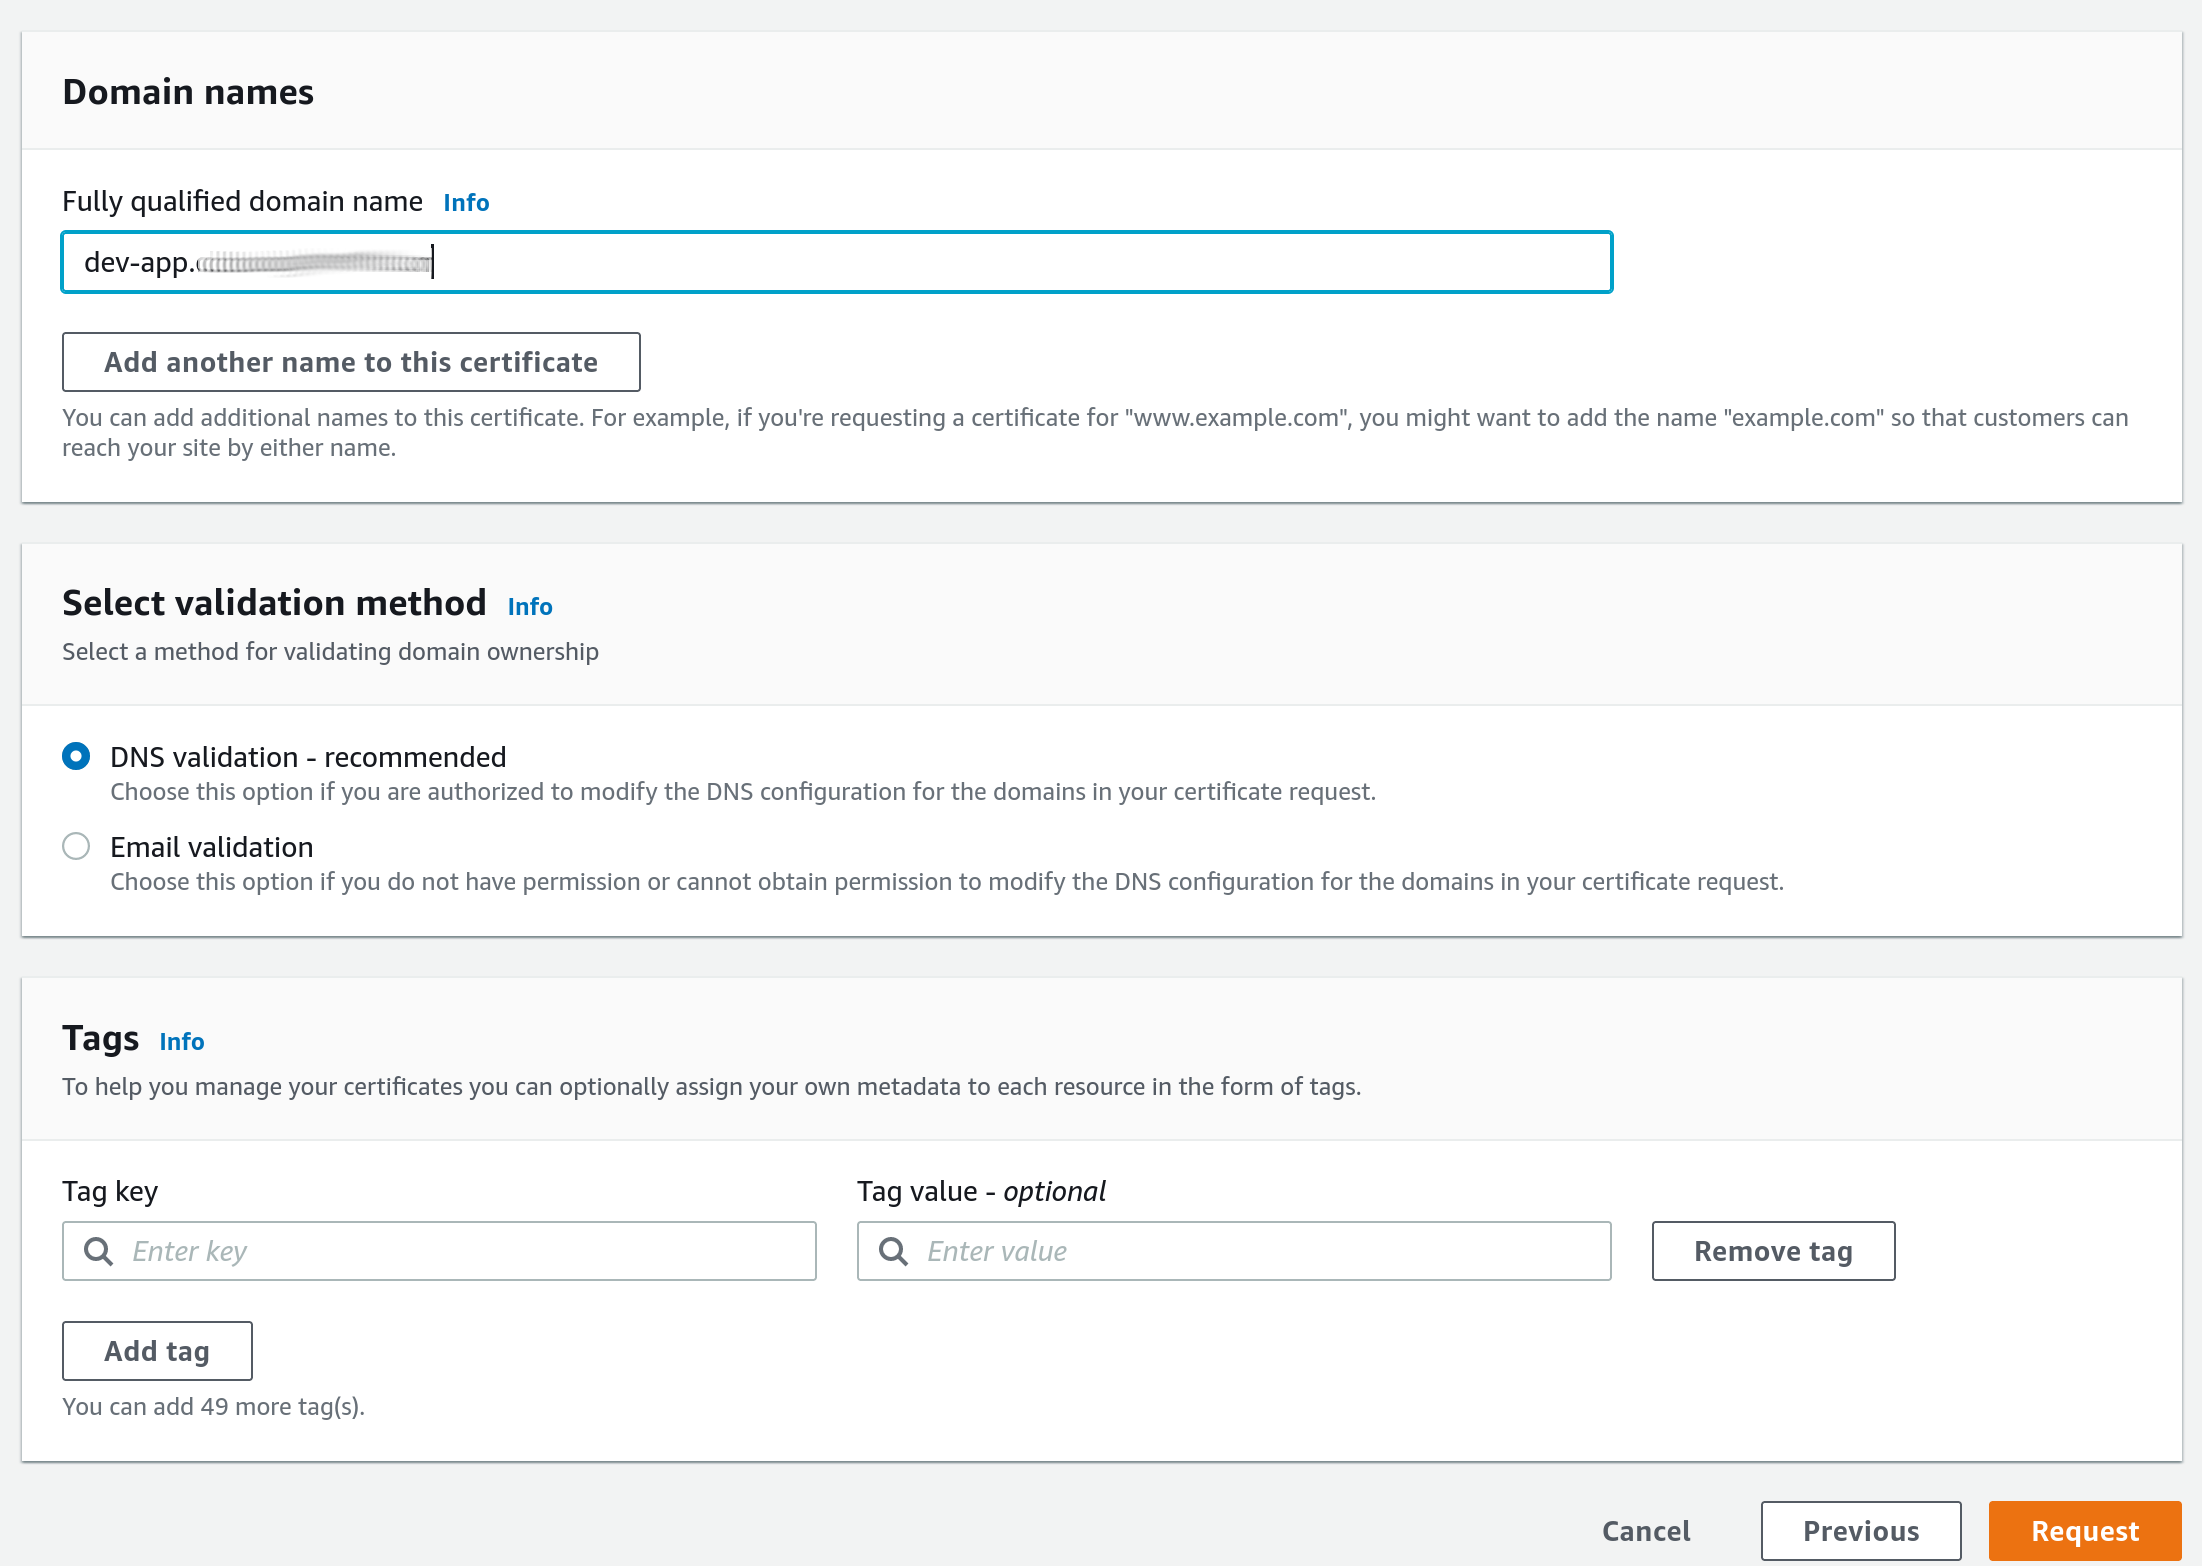 Domain names
Fully qualified domain name Info
dev-app.
Add another name to this certificate
You can add additional names to this certificate. For example, if you're requesting a certificate for "www.example.com", you might want to add the name "example.com" so that customers can
reach your site by either name.
Select validation method Info
Select a method for validating domain ownership
DNS validation - recommended
Choose this option if you are authorized to modify the DNS configuration for the domains in your certificate request.
Email validation
Choose this option if you do not have permission or cannot obtain permission to modify the DNS configuration for the domains in your certificate request.
Tags Info
To help you manage your certificates you can optionally assign your own metadata to each resource in the form of tags.
Tag key Tag value - optional
Enter key Enter value Remove tag
Add tag
You can add 49 more tag(s).
Cancel Previous Request